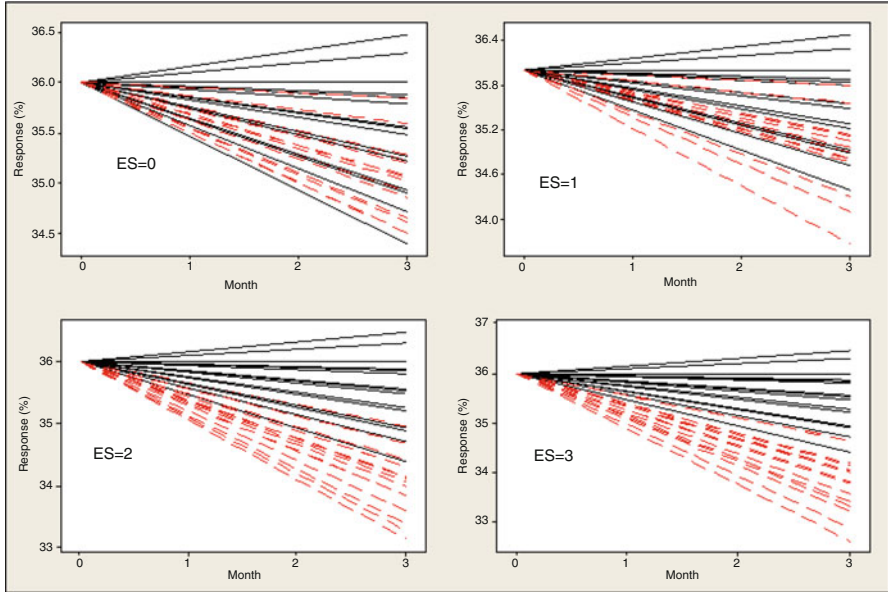 36.5
36.0
35.5
35.0
34.5
Response (%)
ES=0
0 1 2 3
Month
36.4
35.8
35.2
34.6
34.0
Response (%)
ES=1
0 1 2 3
Month
36
35
34
33
Response (%)
ES=2
0 1 2 3
Month
37
36
35
34
33
Response (%)
ES=3
0 1 2 3
Month